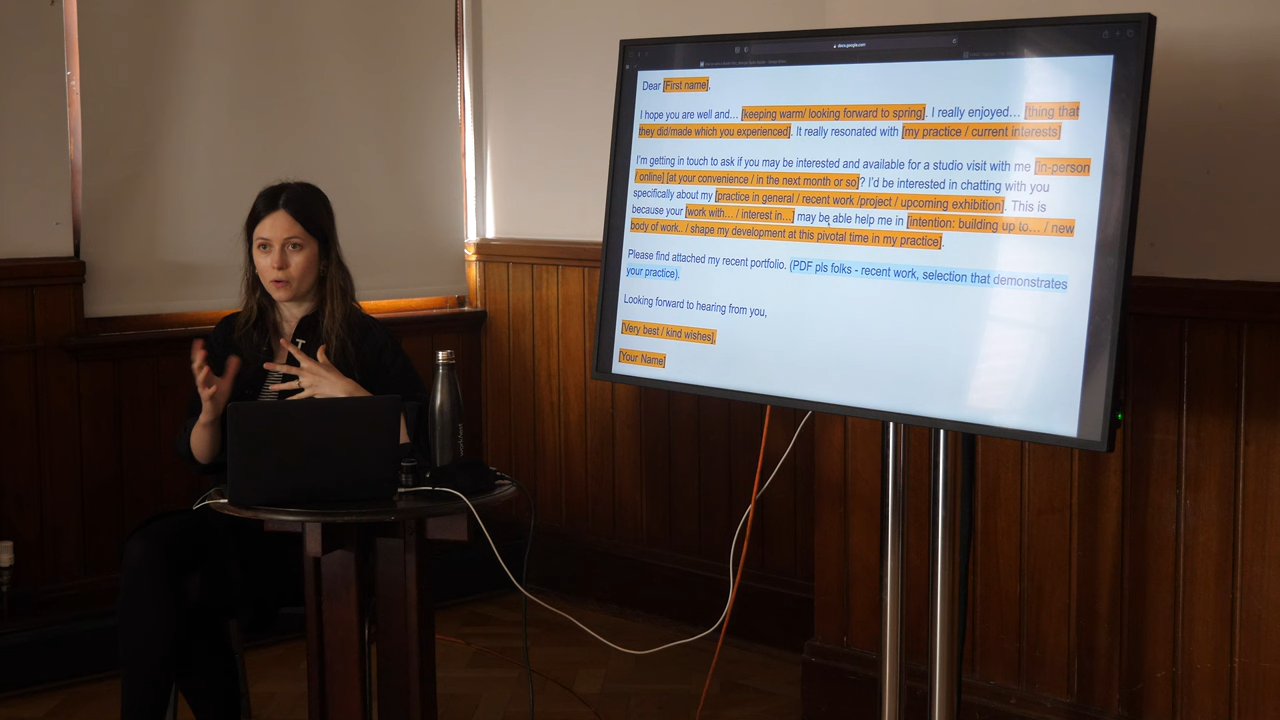 docs.google.com
Dear [First name],
I hope you are well and… [keeping warm/ looking forward to spring]. I really enjoyed… [thing that
they did/made which you experienced]. It really resonated with [my practice / current interests]
I'm getting in touch to ask if you may be interested and available for a studio visit with me [in-person
/ online] [at your convenience / in the next month or so]? I'd be interested in chatting with you
specifically about my [practice in general / recent work /project / upcoming exhibition]. This is
because your [work with… / interest in…] may be able help me in [intention: building up to… / new
body of work.. / shape my development at this pivotal time in my practice].
Please find attached my recent portfolio. (PDF pls folks - recent work, selection that demonstrates
your practice).
Looking forward to hearing from you,
[Very best / kind wishes],
[Your Name]